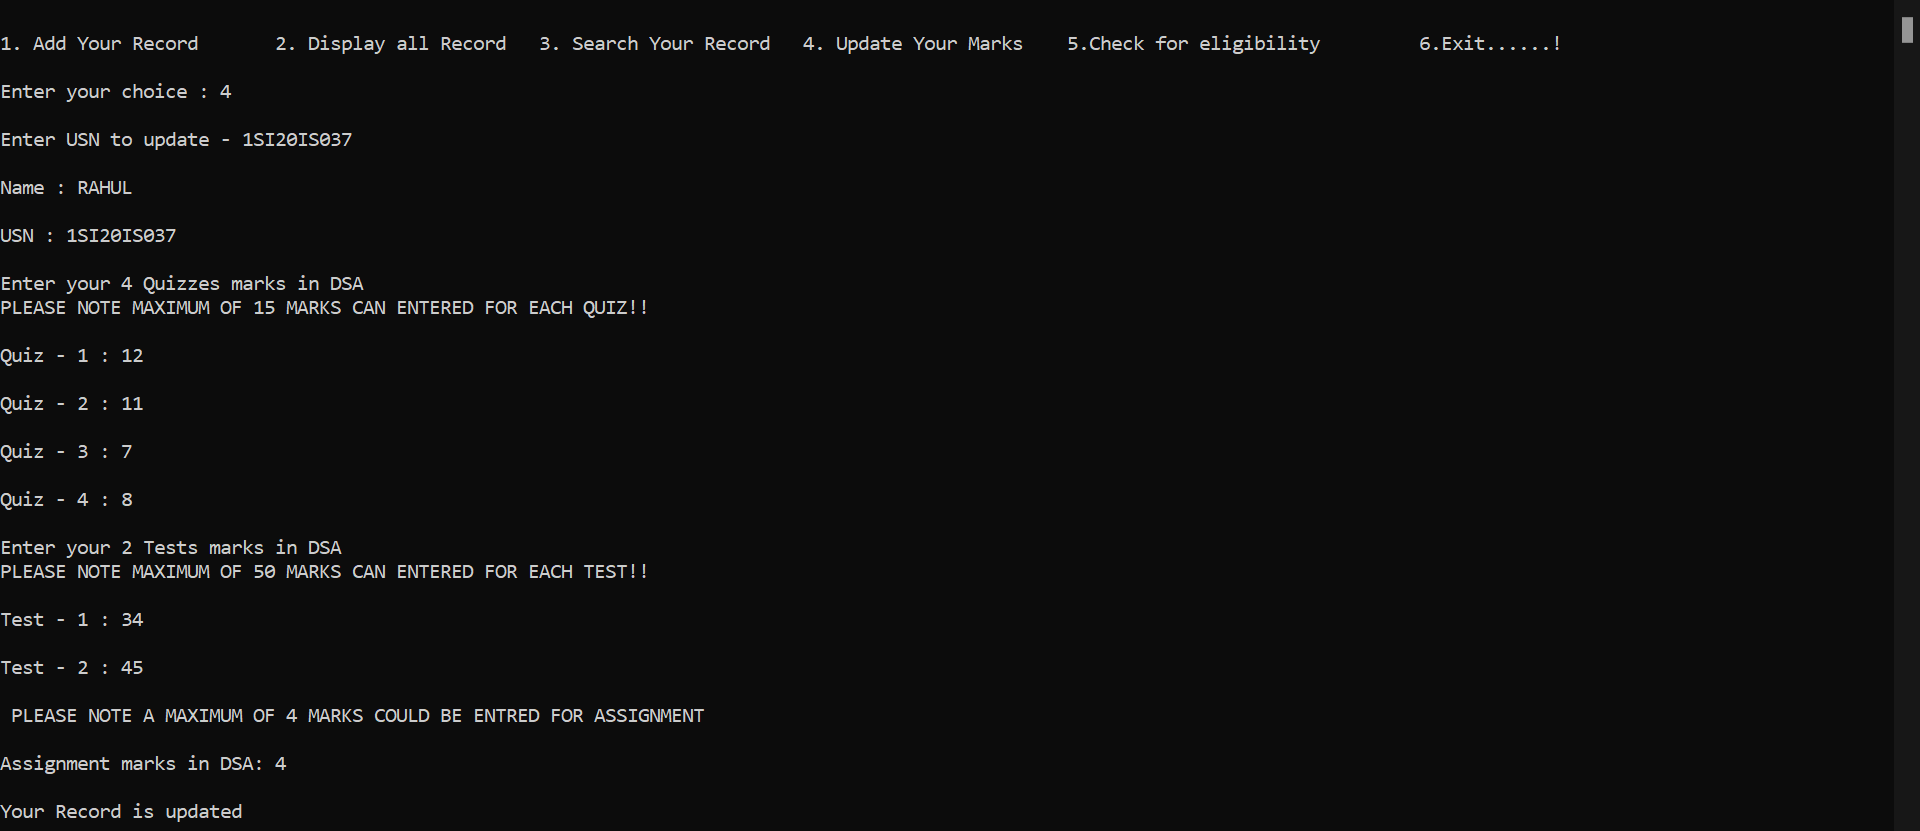 1. Add Your Record       2. Display all Record   3. Search Your Record   4. Update Your Marks    5.Check for eligibility         6.Exit......!
Enter your choice : 4
Enter USN to update - 1SI20IS037
Name : RAHUL
USN : 1SI20IS037
Enter your 4 Quizzes marks in DSA
PLEASE NOTE MAXIMUM OF 15 MARKS CAN ENTERED FOR EACH QUIZ!!
Quiz - 1 : 12
Quiz - 2 : 11
Quiz - 3 : 7
Quiz - 4 : 8
Enter your 2 Tests marks in DSA
PLEASE NOTE MAXIMUM OF 50 MARKS CAN ENTERED FOR EACH TEST!!
Test - 1 : 34
Test - 2 : 45
PLEASE NOTE A MAXIMUM OF 4 MARKS COULD BE ENTRED FOR ASSIGNMENT
Assignment marks in DSA: 4
Your Record is updated